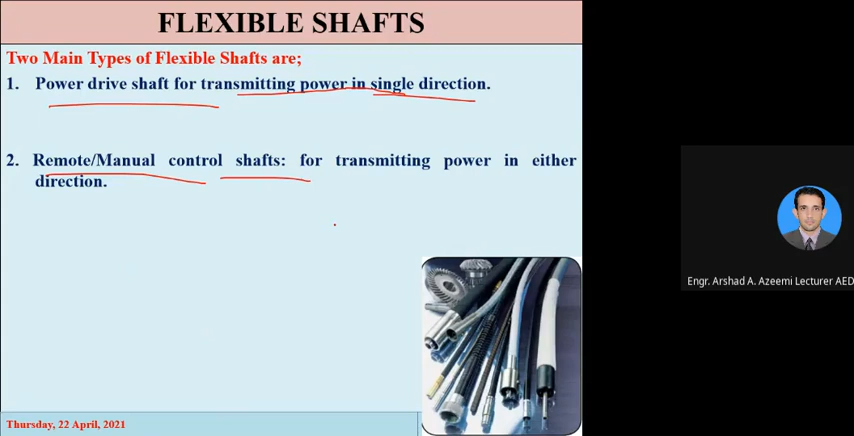 FLEXIBLE SHAFTS
Two Main Types of Flexible Shafts are;
1. Power drive shaft for transmitting power in single direction.
2. Remote/Manual control shafts: for transmitting power in either
direction.
Engr. Arshad A. Azeemi Lecturer AED
Thursday, 22 April, 2021